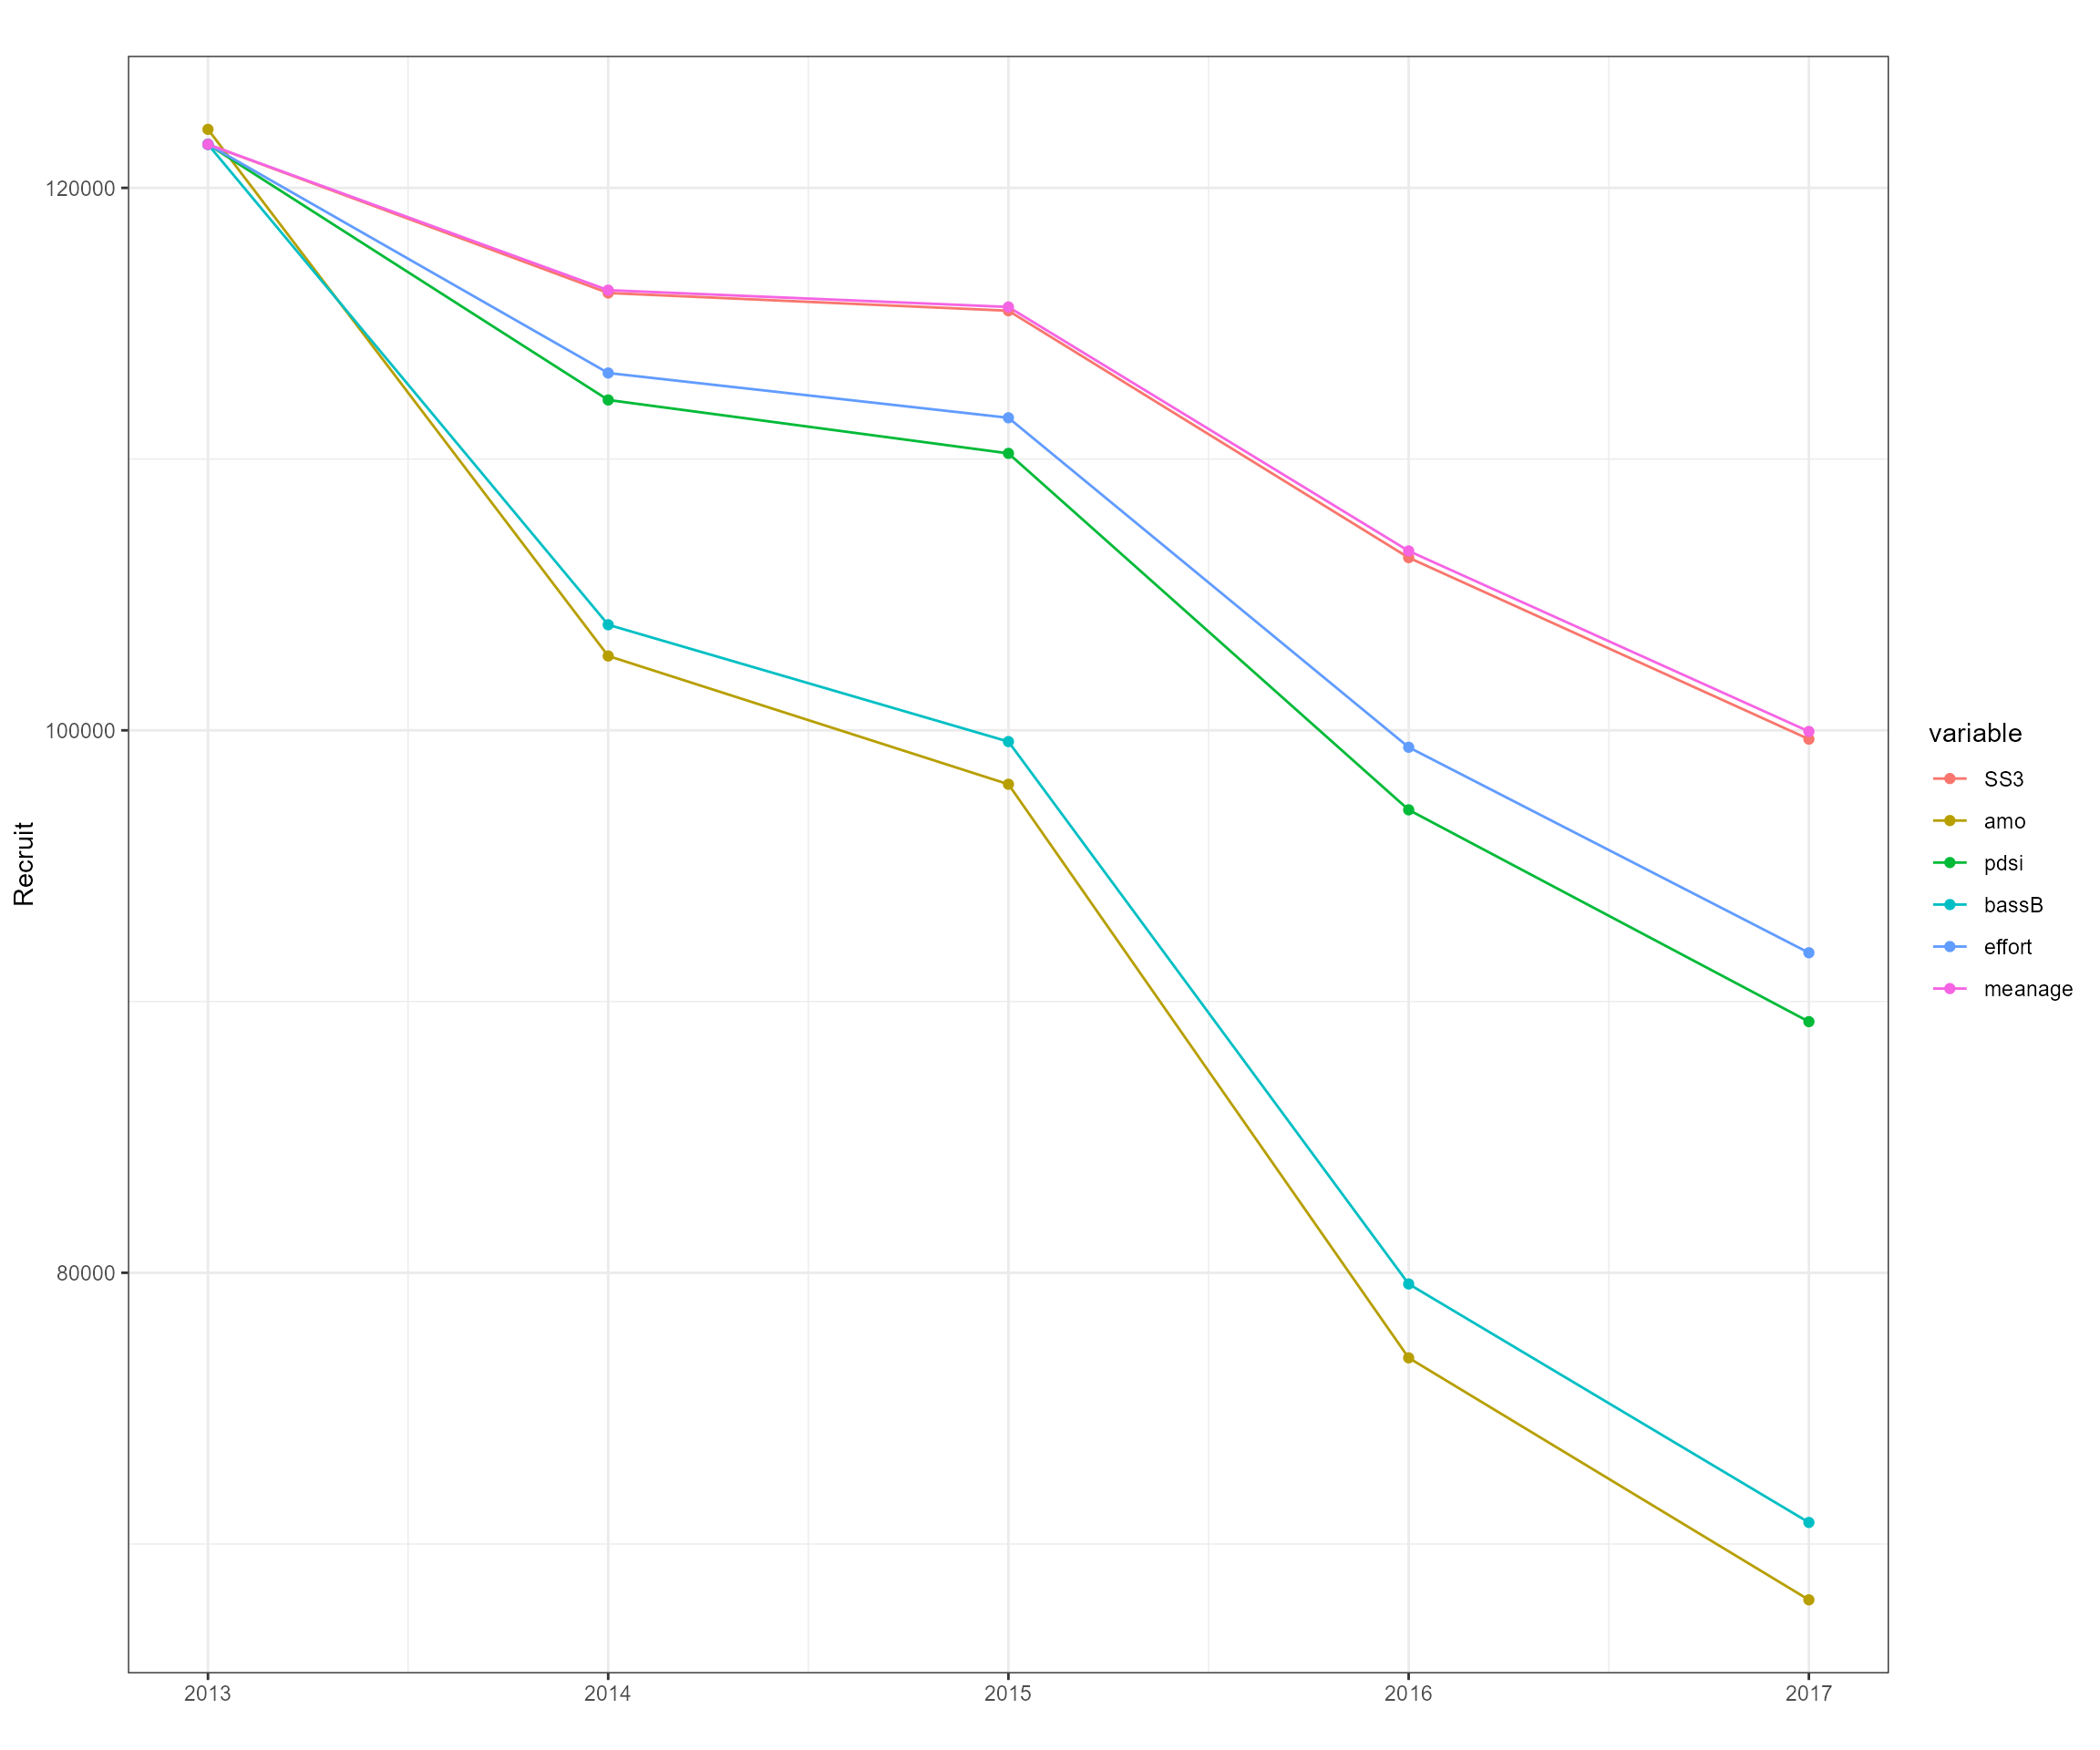 120000
100000
80000
Recruit
2013 2014 2015 2016 2017
variable
SS3
amo
pdsi
bassB
effort
meanage